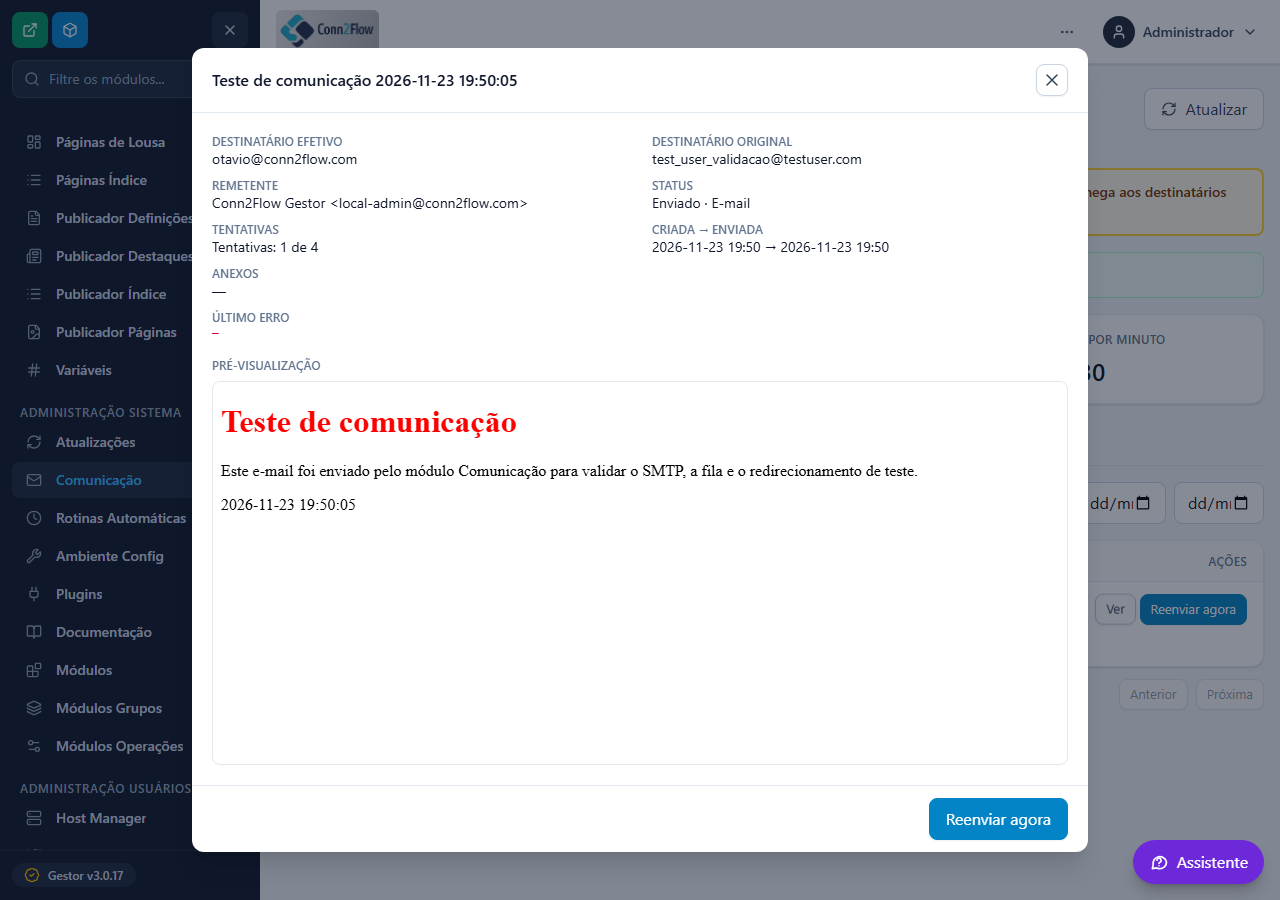 Conn2Flow
Administrador
Filtre os módulos...
Páginas de Lousa
Páginas Índice
Publicador Definições
Publicador Destaques
Publicador Índice
Publicador Páginas
Variáveis
ADMINISTRAÇÃO SISTEMA
Atualizações
Comunicação
Rotinas Automáticas
Ambiente Config
Plugins
Documentação
Módulos
Módulos Grupos
Módulos Operações
ADMINISTRAÇÃO USUÁRIOS
Host Manager
Gestor v3.0.17
Teste de comunicação 2026-11-23 19:50:05
DESTINATÁRIO EFETIVO
otavio@conn2flow.com
DESTINATÁRIO ORIGINAL
test_user_validacao@testuser.com
REMETENTE
Conn2Flow Gestor <local-admin@conn2flow.com>
STATUS
Enviado · E-mail
TENTATIVAS
Tentativas: 1 de 4
CRIADA → ENVIADA
2026-11-23 19:50 → 2026-11-23 19:50
ANEXOS
—
ÚLTIMO ERRO
–
PRÉ-VISUALIZAÇÃO
Teste de comunicação
Este e-mail foi enviado pelo módulo Comunicação para validar o SMTP, a fila e o redirecionamento de teste.
2026-11-23 19:50:05
Reenviar agora
Atualizar
aos destinatários
POR MINUTO
dd/m
dd/m
AÇÕES
Ver
Reenviar agora
Anterior
Próxima
Assistente